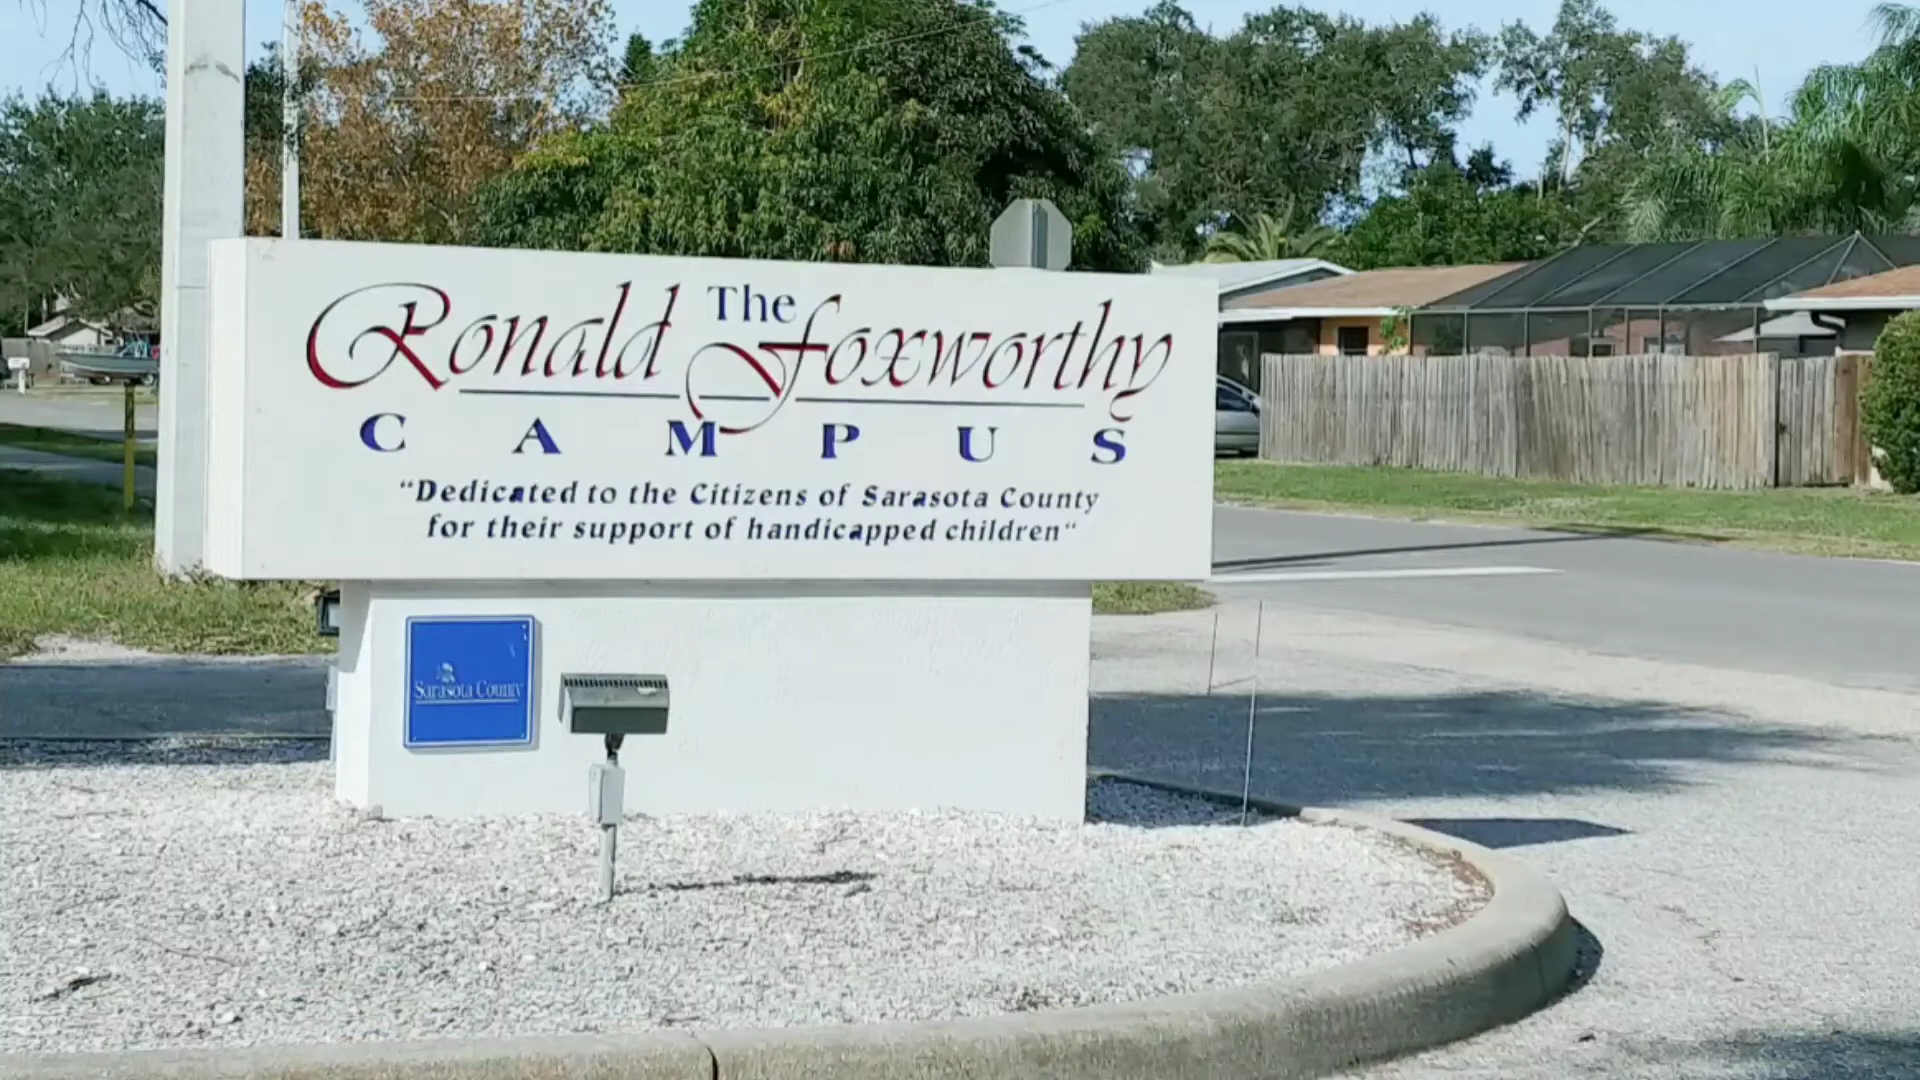 The
Ronald Foxworthy
CAMPUS
“Dedicated to the Citizens of Sarasota County
for their support of handicapped children“
Sarasota County